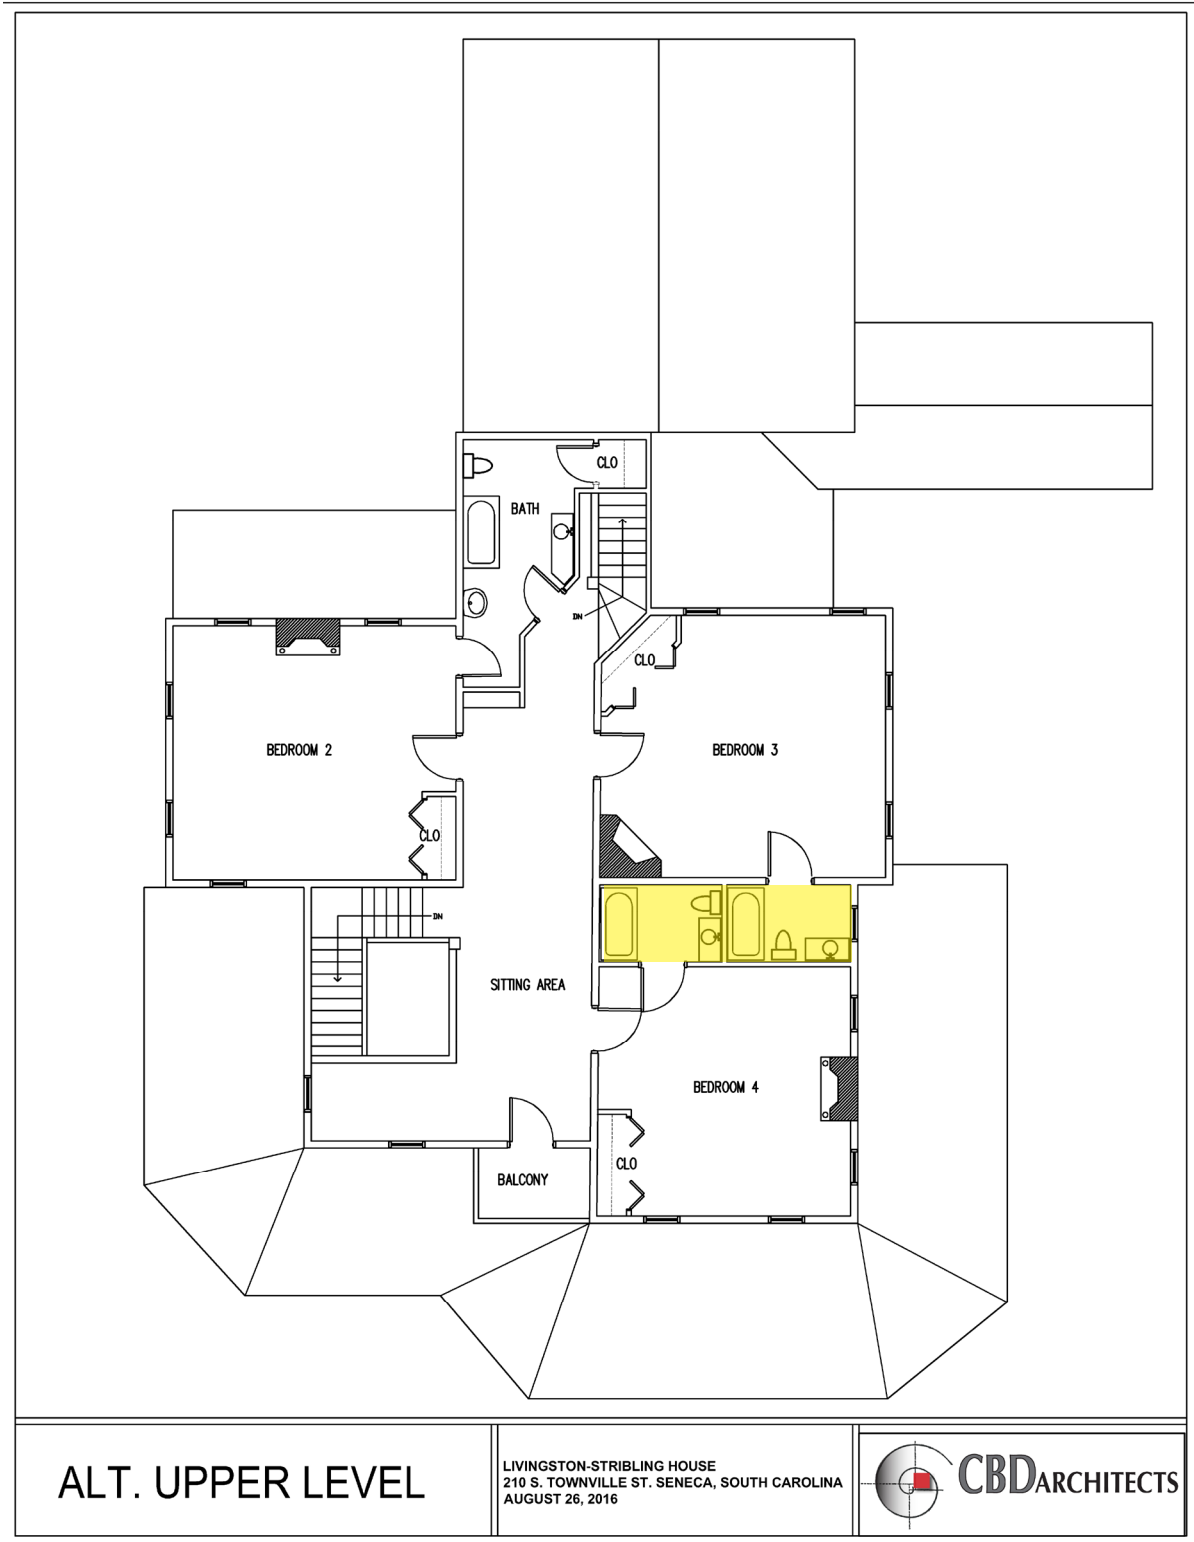 CLO
BATH
DN
CLO
BEDROOM 2
BEDROOM 3
CLO
DN
SITTING AREA
BEDROOM 4
CLO
BALCONY
ALT. UPPER LEVEL
LIVINGSTON-STRIBLING HOUSE
210 S. TOWNVILLE ST. SENECA, SOUTH CAROLINA
AUGUST 26, 2016
CBDARCHITECTS